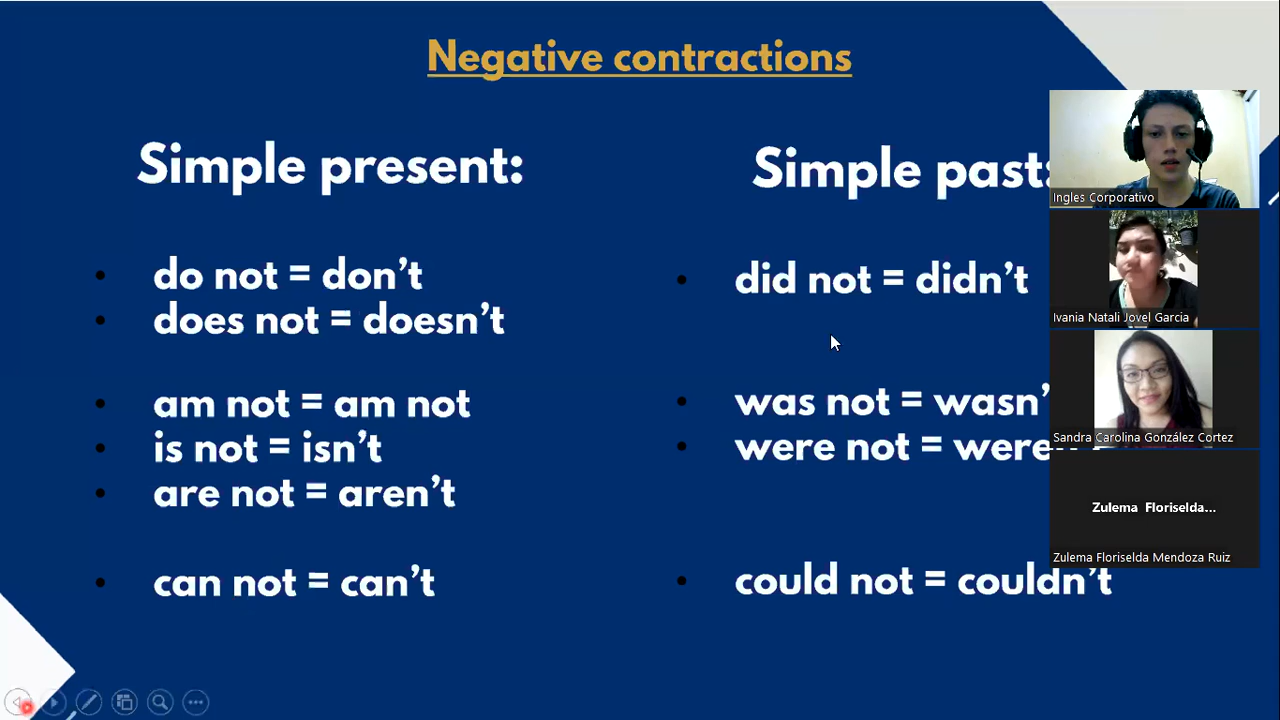 Negative contractions
Simple present:
do not = don't
does not = doesn't
am not = am not
is not = isn't
are not = aren't
can not = can't
Simple past:
did not = didn't
was not = wasn'
were not =
could not = couldn't
Ingles Corporativo
Ivania Natali Jovel Garcia
Sandra Carolina González Cortez
Zulema Floriselda...
Zulema Floriselda Mendoza Ruiz